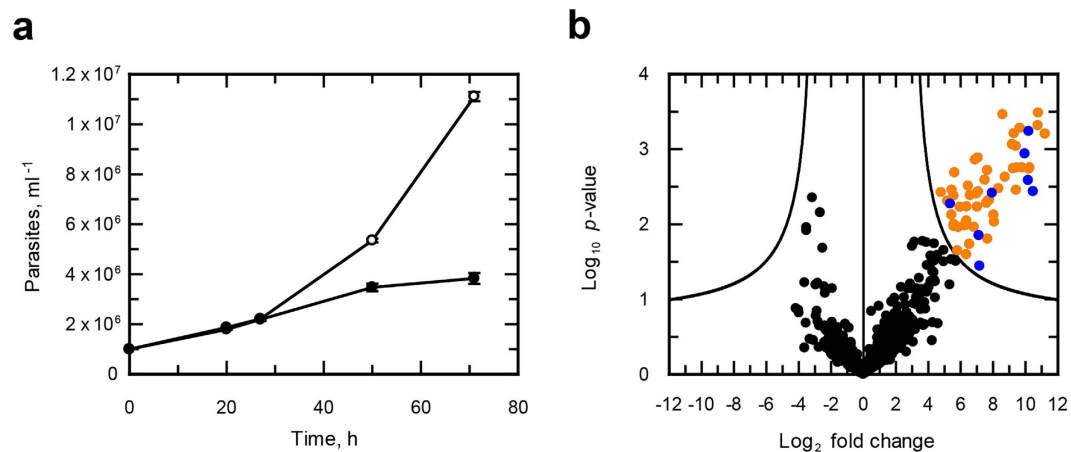 a
1.2 x 10⁷
1 x 10⁷
8 x 10⁶
6 x 10⁶
4 x 10⁶
2 x 10⁶
0
0 20 40 60 80
Parasites, ml⁻¹
Time, h
b
4
3
2
1
0
-12 -10 -8 -6 -4 -2 0 2 4 6 8 10 12
Log₁₀ p-value
Log₂ fold change